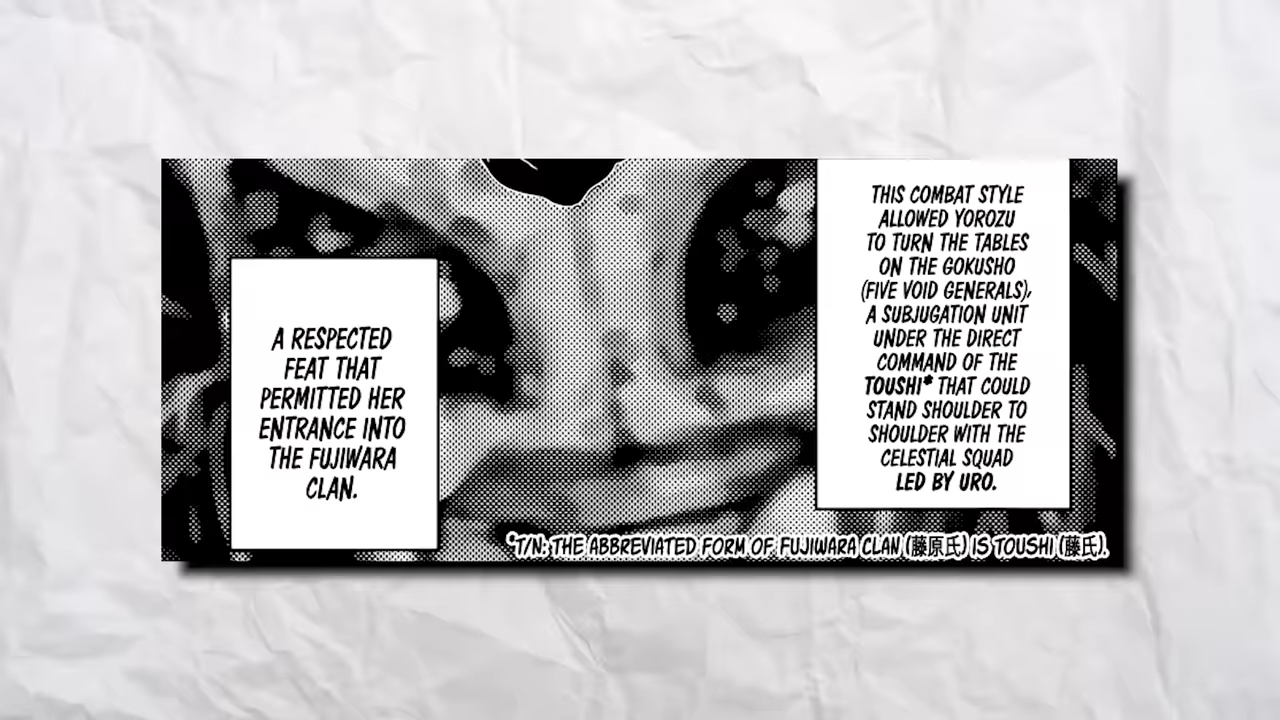 THIS COMBAT STYLE
ALLOWED YOROZU
TO TURN THE TABLES
ON THE GOKUSHO
(FIVE VOID GENERALS),
A SUBJUGATION UNIT
UNDER THE DIRECT
COMMAND OF THE
TOUSHI* THAT COULD
STAND SHOULDER TO
SHOULDER WITH THE
CELESTIAL SQUAD
LED BY URO.
A RESPECTED
FEAT THAT
PERMITTED HER
ENTRANCE INTO
THE FUJIWARA
CLAN.
*T/N: THE ABBREVIATED FORM OF FUJIWARA CLAN (藤原氏) IS TOUSHI (藤氏).